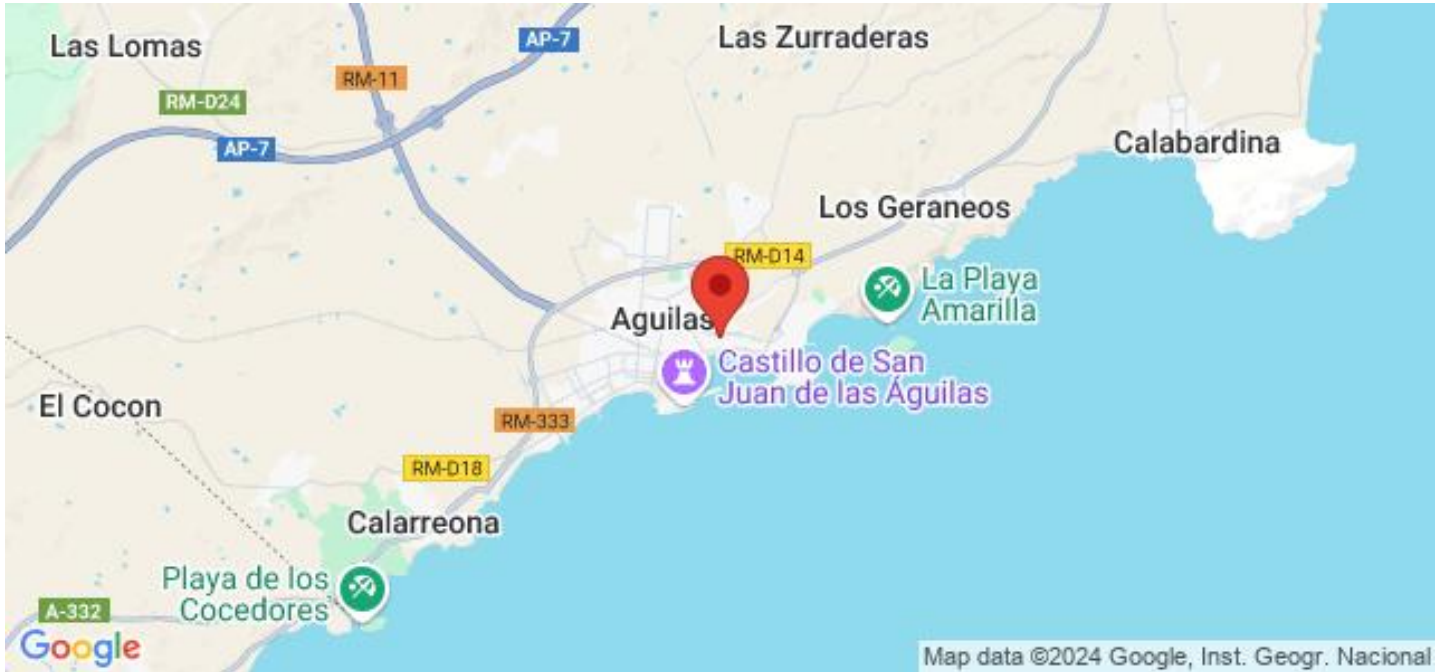 Las Lomas
AP-7
Las Zurraderas
RM-11
RM-D24
AP-7
Calabardina
Los Geraneos
RM-D14
La Playa
Amarilla
Aguilas
Castillo de San
Juan de las Águilas
El Cocon
RM-333
RM-D18
Calarreona
Playa de los
Cocedores
A-332
Google
Map data ©2024 Google, Inst. Geogr. Nacional